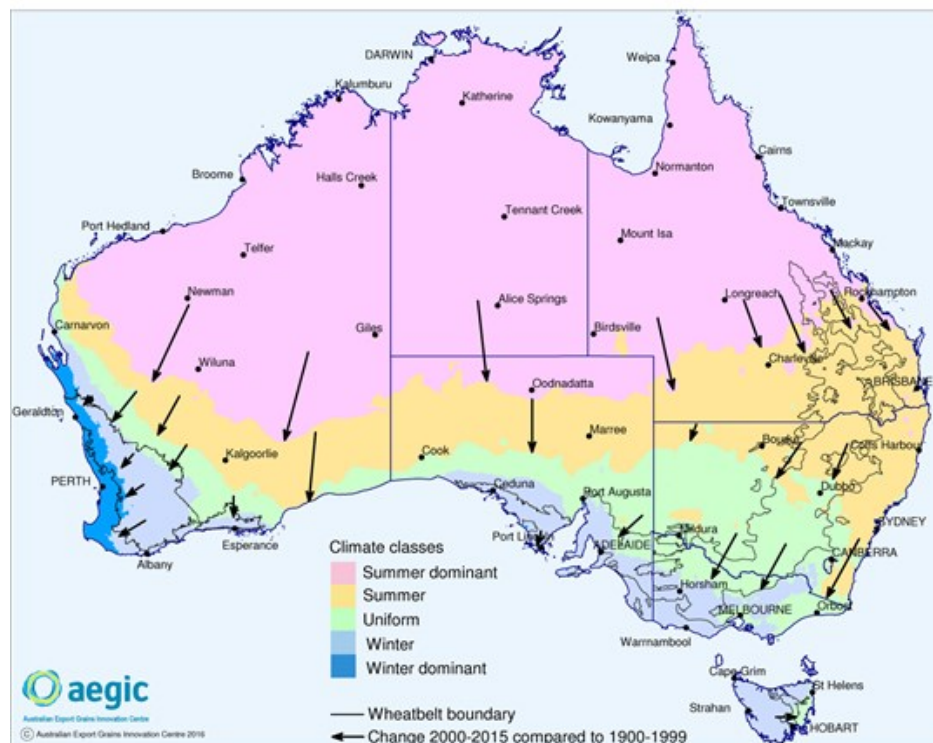 DARWIN
Weipa
Kalumburu
Katherine
Kowanyama
Cairns
Halls Creek
Normanton
Broome
Tennant Creek
Townsville
Port Hedland
Telfer
Mount Isa
Mackay
Newman
Alice Springs
Longreach
Rockhampton
Carnarvon
Giles
Birdsville
Wiluna
Charleville
Oodnadatta
BRISBANE
Geraldton
Marree
Kalgoorlie
Cook
Bourke
Coffs Harbour
PERTH
Ceduna
Port Augusta
Dubbo
SYDNEY
Esperance
Port Lincoln
Mildura
ADELAIDE
CANBERRA
Albany
Horsham
MELBOURNE
Orbost
Warrnambool
Climate classes
Summer dominant
Summer
Uniform
Winter
Winter dominant
Cape Grim
St Helens
Strahan
HOBART
aegic
Australian Export Grains Innovation Centre
© Australian Export Grains Innovation Centre 2016
Wheatbelt boundary
Change 2000-2015 compared to 1900-1999